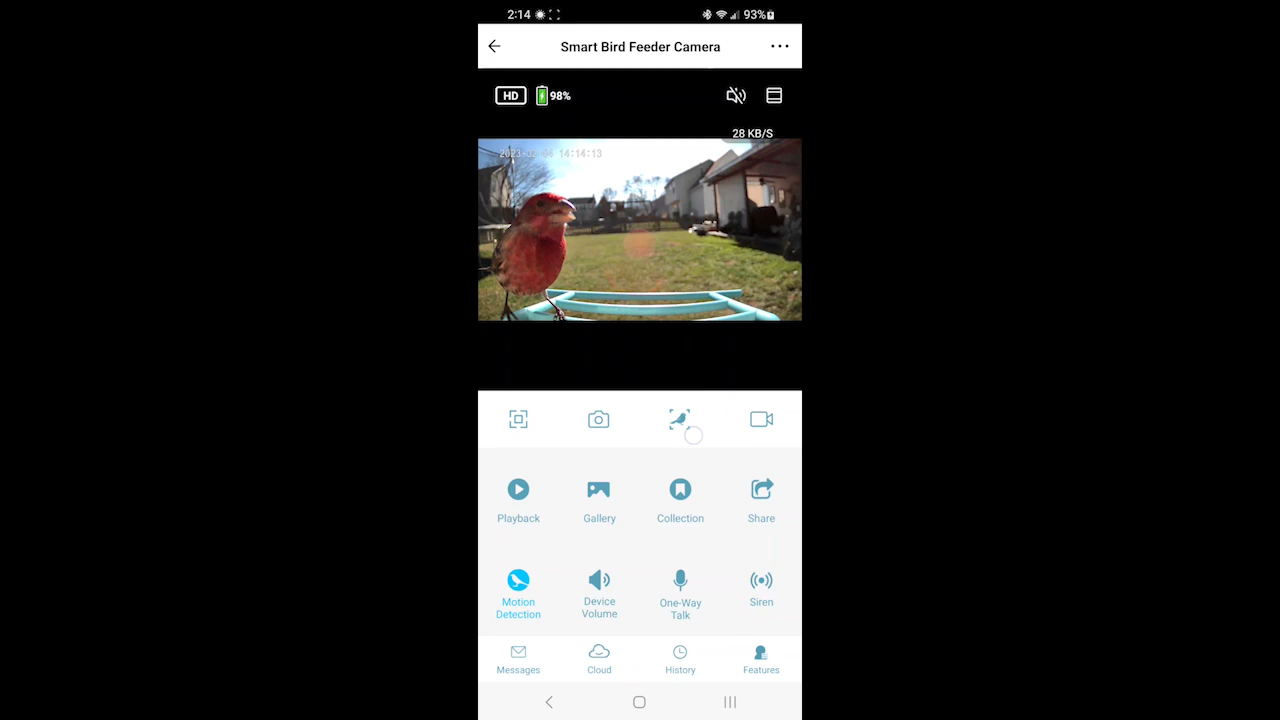 2:14 93%
Smart Bird Feeder Camera
HD 98%
28 KB/S
14:14:13
Playback Gallery Collection Share
Motion Detection
Device Volume
One-Way Talk
Siren
Messages Cloud History Features